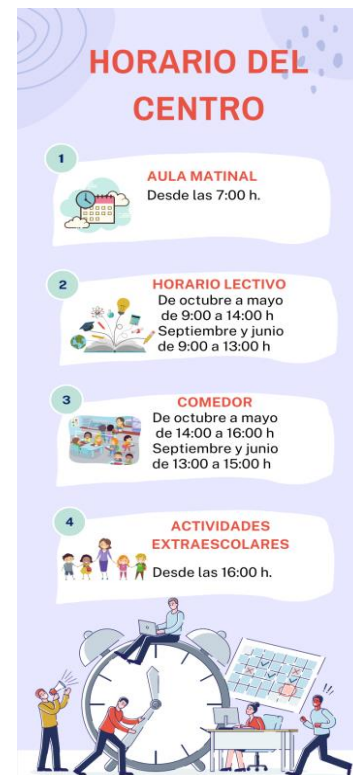 HORARIO DEL
CENTRO
1
AULA MATINAL
Desde las 7:00 h.
2
HORARIO LECTIVO
De octubre a mayo
de 9:00 a 14:00 h
Septiembre y junio
de 9:00 a 13:00 h
3
COMEDOR
De octubre a mayo
de 14:00 a 16:00 h
Septiembre y junio
de 13:00 a 15:00 h
4
ACTIVIDADES
EXTRAESCOLARES
Desde las 16:00 h.